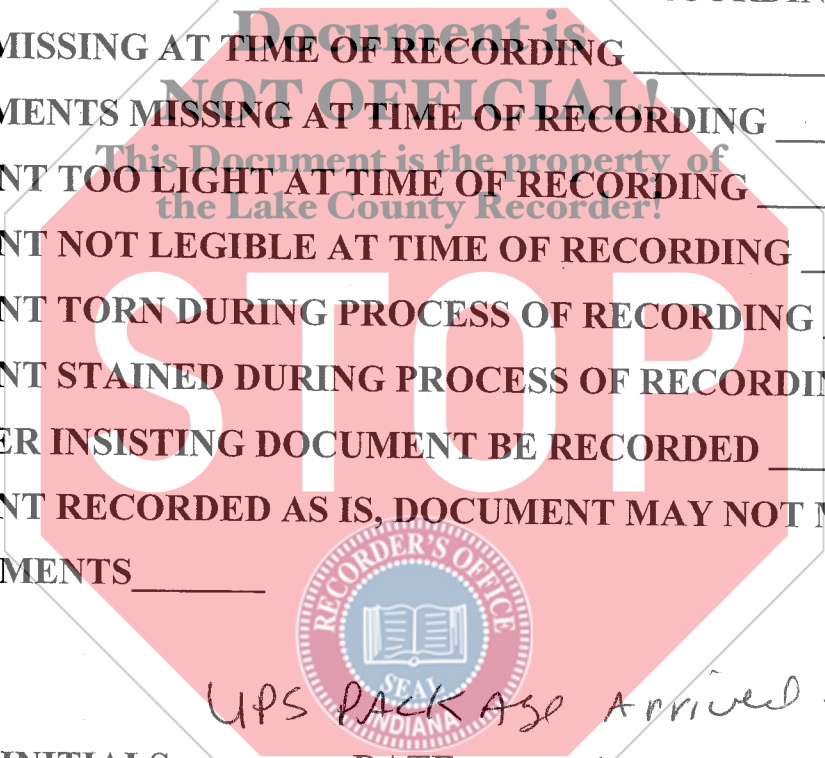 MISSING AT TIME OF RECORDING
MENTS MISSING AT TIME OF RECORDING
NT TOO LIGHT AT TIME OF RECORDING
NT NOT LEGIBLE AT TIME OF RECORDING
NT TORN DURING PROCESS OF RECORDING
NT STAINED DURING PROCESS OF RECORDIN
ER INSISTING DOCUMENT BE RECORDED
NT RECORDED AS IS, DOCUMENT MAY NOT
MENTS
Document is
NOT OFFICIAL!
This Document is the property of
the Lake County Recorder!
STOP
RECORDER'S OFFICE
SEAL
INDIANA
UPS PACKAge Arrived
INITIALS
DATE